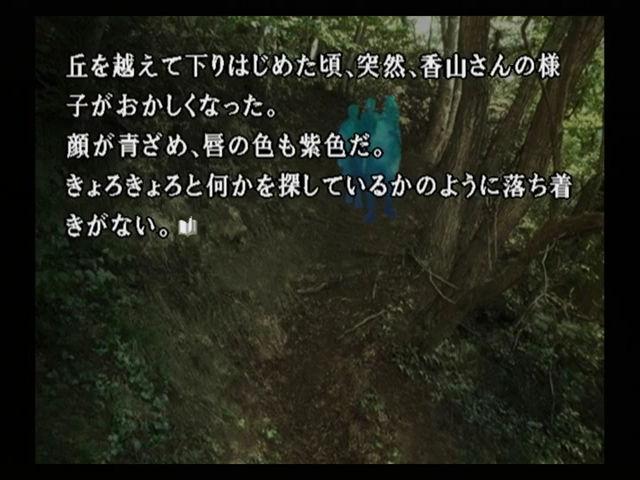 丘を越えて下りはじめた頃、突然、香山さんの様
子がおかしくなった。
顔が青ざめ、唇の色も紫色だ。
きょろきょろと何かを探しているかのように落ち着
きがない。